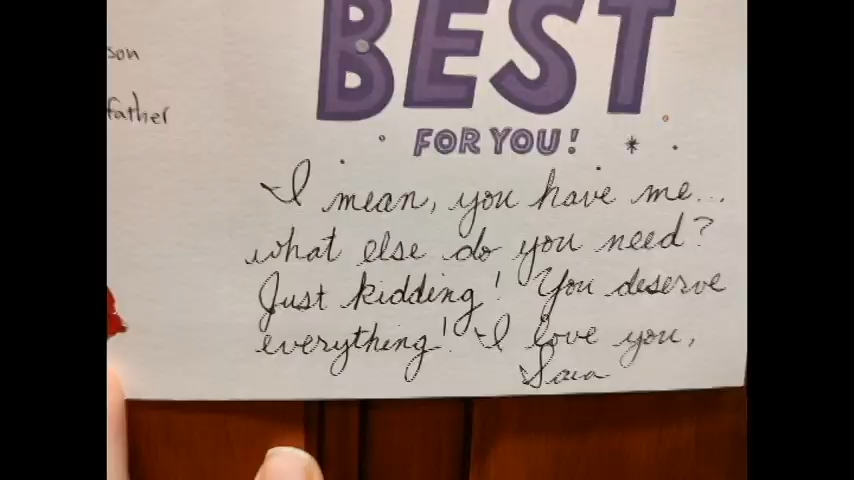 son
father
BEST
FOR YOU!
I mean, you have me...
what else do you need?
Just kidding! You deserve
everything! I love you,
Sara